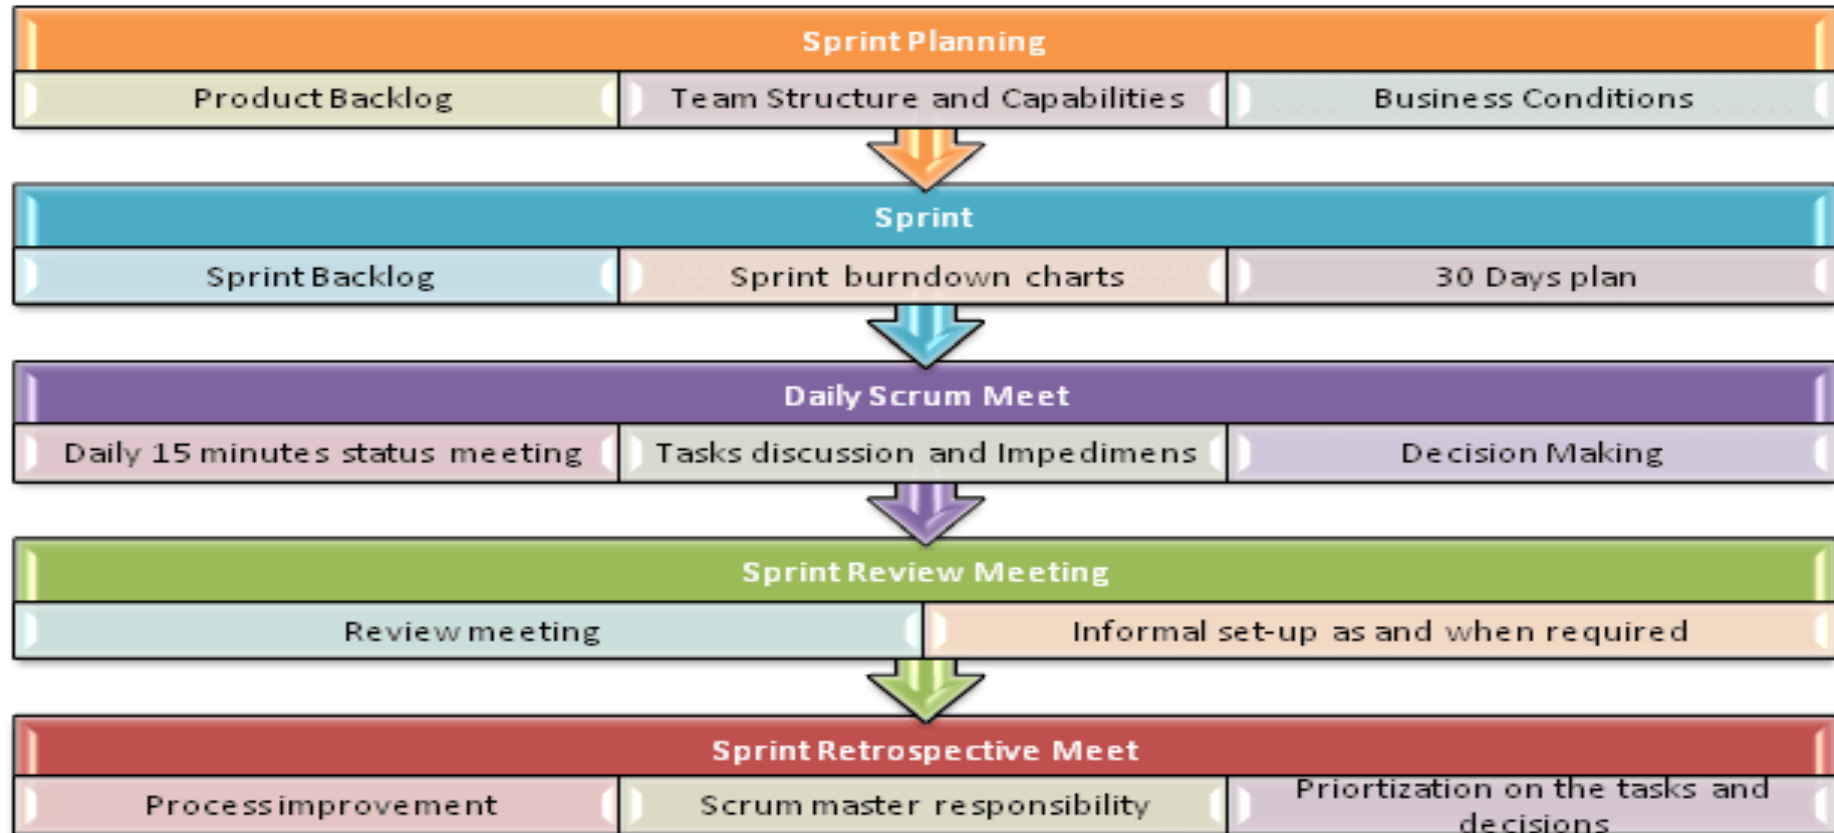 Sprint Planning
Product Backlog
Team Structure and Capabilities
Business Conditions
Sprint
Sprint Backlog
Sprint burndown charts
30 Days plan
Daily Scrum Meet
Daily 15 minutes status meeting
Tasks discussion and Impedimens
Decision Making
Sprint Review Meeting
Review meeting
Informal set-up as and when required
Sprint Retrospective Meet
Process improvement
Scrum master responsibility
Priortization on the tasks and
decisions